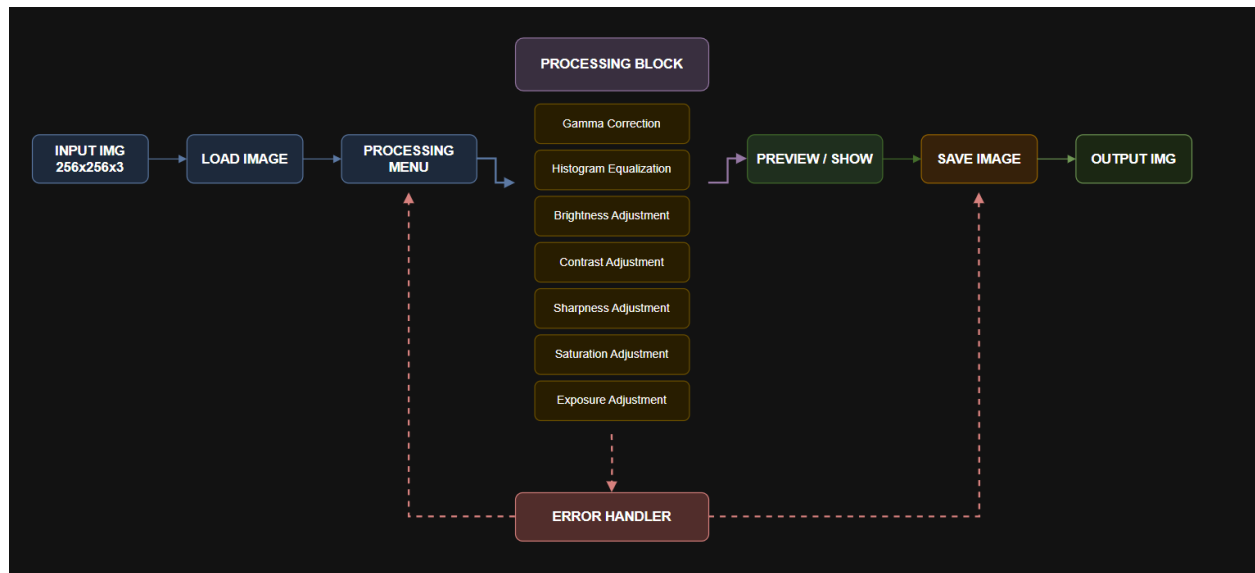 PROCESSING BLOCK
INPUT IMG
256x256x3
LOAD IMAGE
PROCESSING
MENU
Gamma Correction
Histogram Equalization
Brightness Adjustment
Contrast Adjustment
Sharpness Adjustment
Saturation Adjustment
Exposure Adjustment
PREVIEW / SHOW
SAVE IMAGE
OUTPUT IMG
ERROR HANDLER